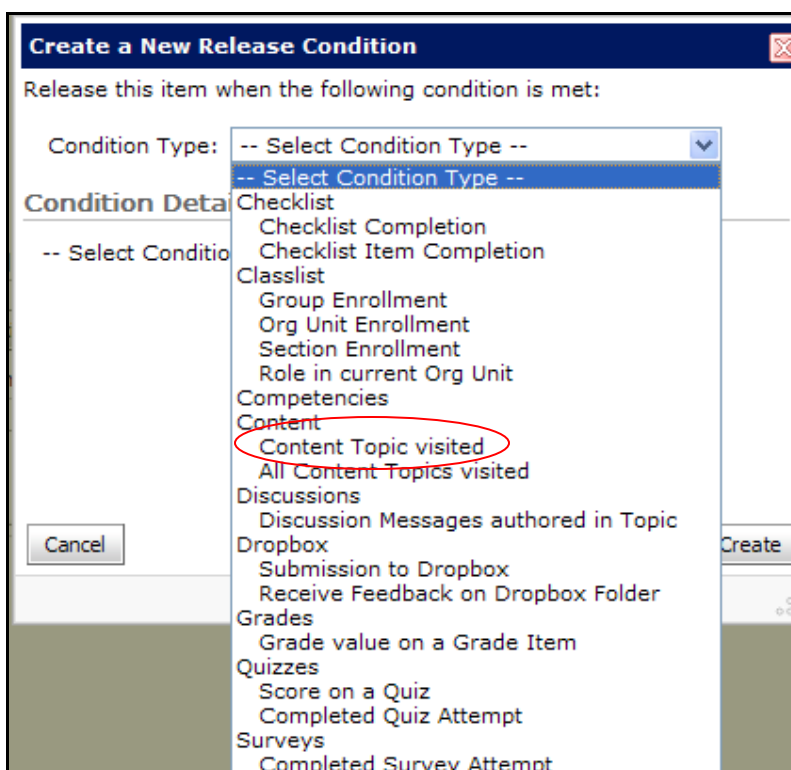 Create a New Release Condition
Release this item when the following condition is met:
Condition Type: -- Select Condition Type --
-- Select Condition Type --
Condition Detai
Checklist
Checklist Completion
-- Select Conditio
Checklist Item Completion
Classlist
Group Enrollment
Org Unit Enrollment
Section Enrollment
Role in current Org Unit
Competencies
Content
Content Topic visited
All Content Topics visited
Discussions
Discussion Messages authored in Topic
Cancel
Dropbox
Create
Submission to Dropbox
Receive Feedback on Dropbox Folder
Grades
Grade value on a Grade Item
Quizzes
Score on a Quiz
Completed Quiz Attempt
Surveys
Completed Survey Attempt